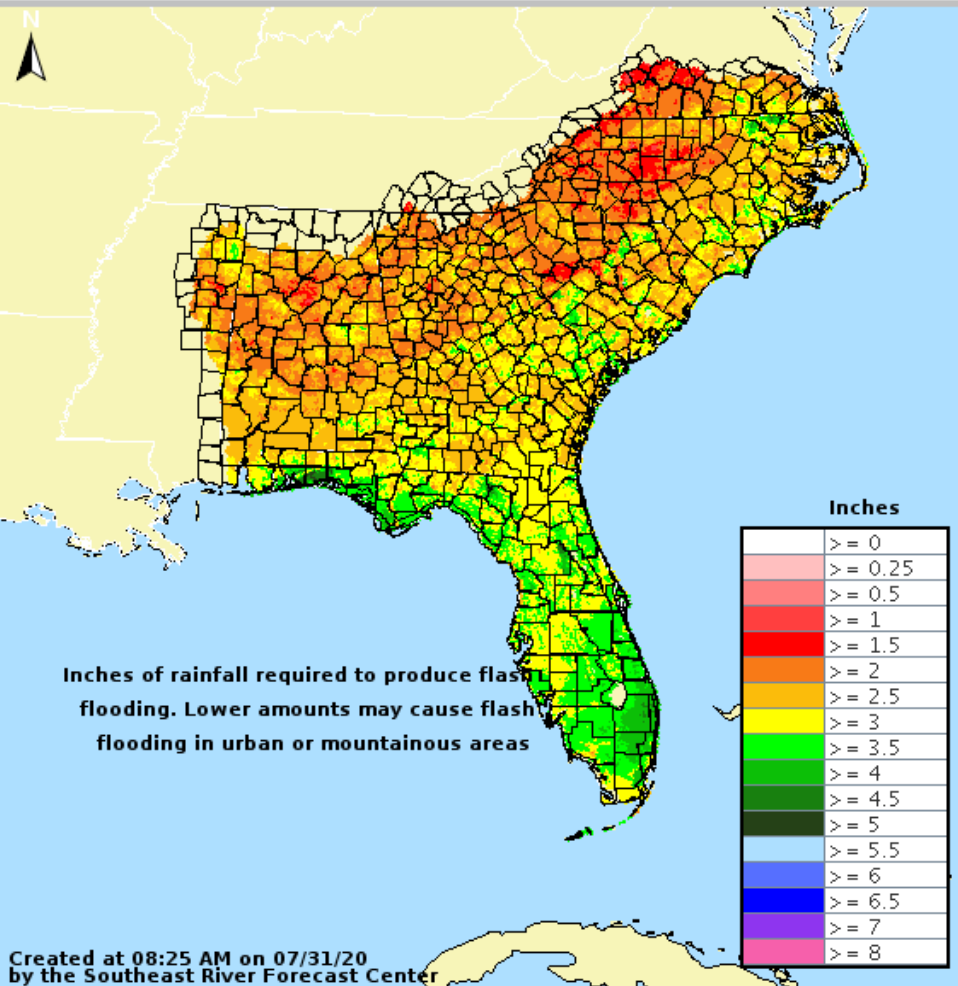 N
Inches of rainfall required to produce flash
flooding. Lower amounts may cause flash
flooding in urban or mountainous areas
Inches
>= 0
>= 0.25
>= 0.5
>= 1
>= 1.5
>= 2
>= 2.5
>= 3
>= 3.5
>= 4
>= 4.5
>= 5
>= 5.5
>= 6
>= 6.5
>= 7
>= 8
Created at 08:25 AM on 07/31/20
by the Southeast River Forecast Center